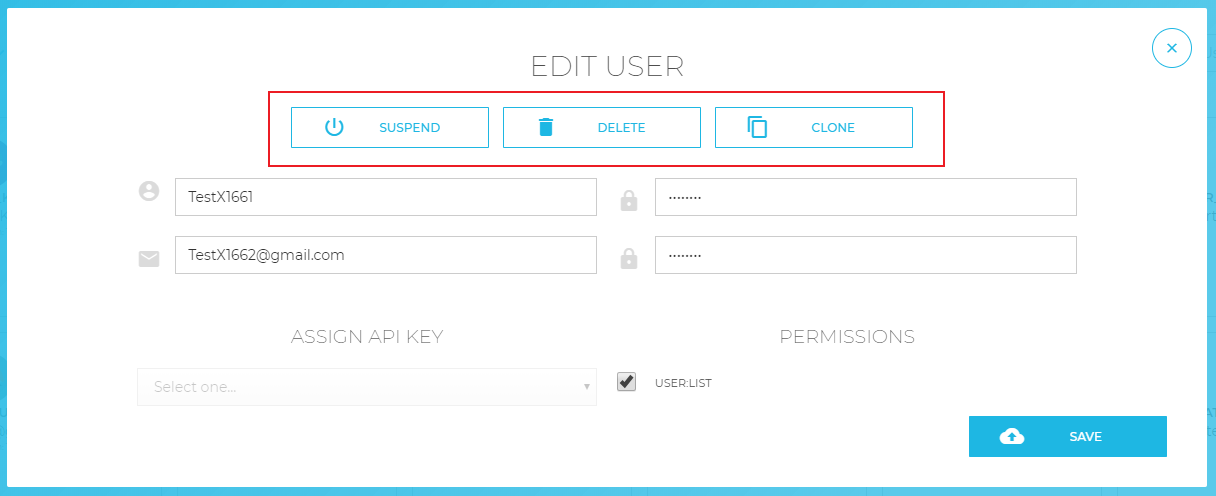 EDIT USER
SUSPEND DELETE CLONE
TestX1661 ········
TestX1662@gmail.com ········
ASSIGN API KEY PERMISSIONS
Select one... USER:LIST
SAVE